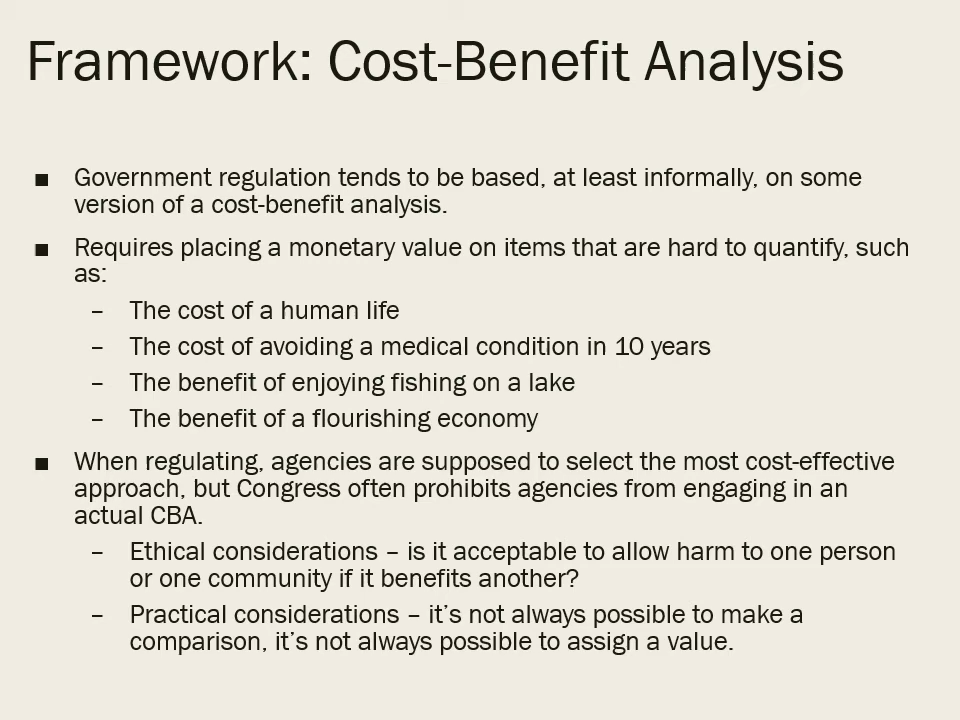 Framework: Cost-Benefit Analysis
■ Government regulation tends to be based, at least informally, on some
version of a cost-benefit analysis.
■ Requires placing a monetary value on items that are hard to quantify, such
as:
– The cost of a human life
– The cost of avoiding a medical condition in 10 years
– The benefit of enjoying fishing on a lake
– The benefit of a flourishing economy
■ When regulating, agencies are supposed to select the most cost-effective
approach, but Congress often prohibits agencies from engaging in an
actual CBA.
– Ethical considerations – is it acceptable to allow harm to one person
or one community if it benefits another?
– Practical considerations – it’s not always possible to make a
comparison, it’s not always possible to assign a value.